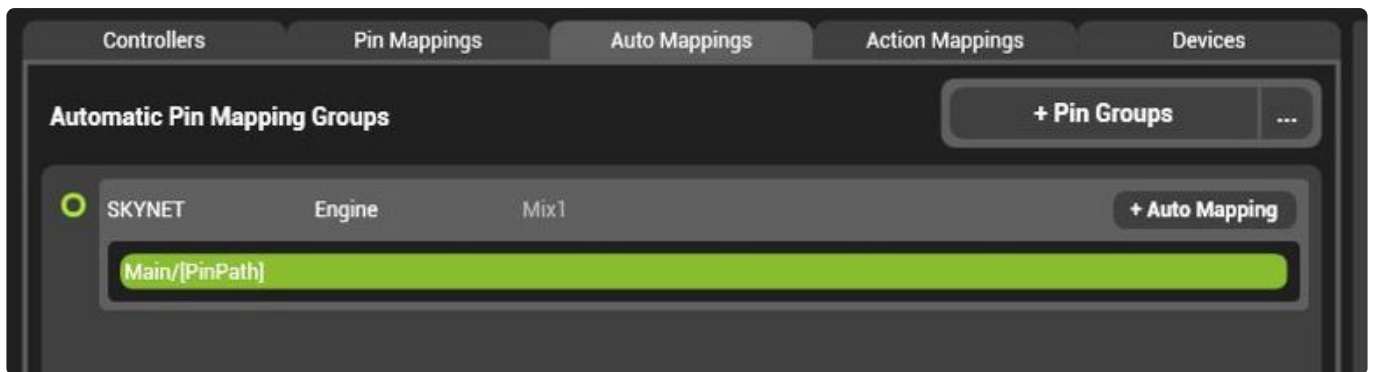 Controllers Pin Mappings Auto Mappings Action Mappings Devices
Automatic Pin Mapping Groups + Pin Groups ...
SKYNET Engine Mix1 + Auto Mapping
Main/[PinPath]